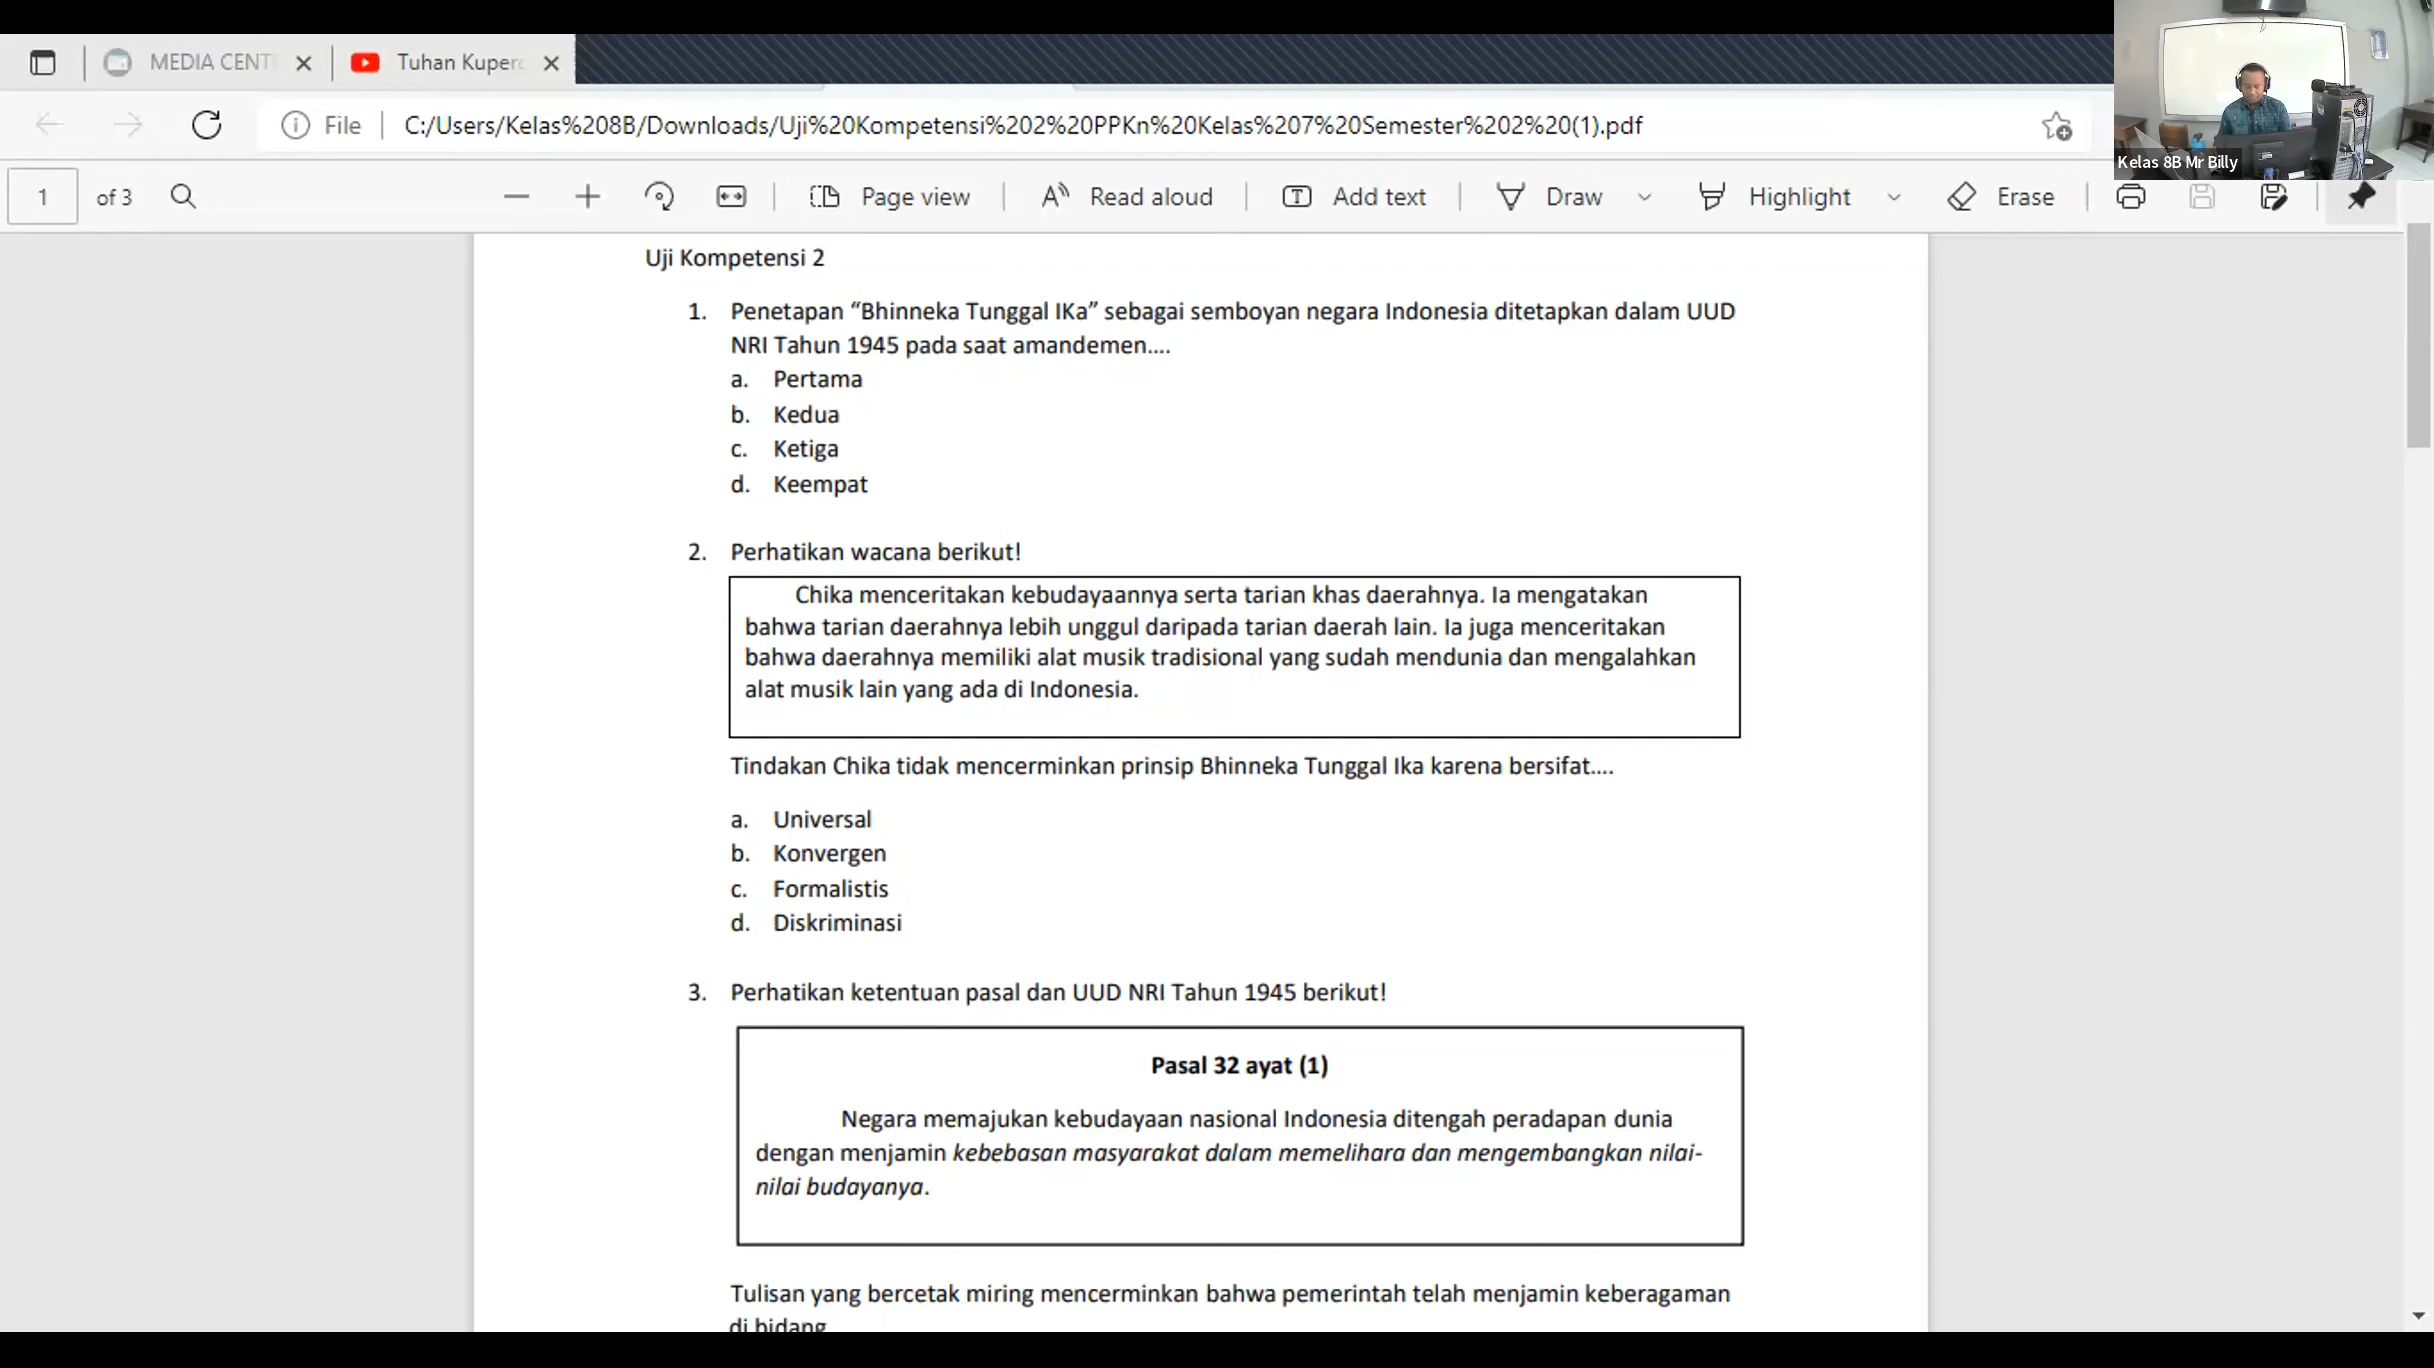 MEDIA CENT
Tuhan Kuperc
File
C:/Users/Kelas%208B/Downloads/Uji%20Kompetensi%202%20PPKn%20Kelas%207%20Semester%202%20(1).pdf
Kelas 8B Mr Billy
1 of 3
Page view
Read aloud
Add text
Draw
Highlight
Erase
Uji Kompetensi 2
1. Penetapan “Bhinneka Tunggal IKa” sebagai semboyan negara Indonesia ditetapkan dalam UUD
NRI Tahun 1945 pada saat amandemen....
a. Pertama
b. Kedua
c. Ketiga
d. Keempat
2. Perhatikan wacana berikut!
Chika menceritakan kebudayaannya serta tarian khas daerahnya. Ia mengatakan
bahwa tarian daerahnya lebih unggul daripada tarian daerah lain. Ia juga menceritakan
bahwa daerahnya memiliki alat musik tradisional yang sudah mendunia dan mengalahkan
alat musik lain yang ada di Indonesia.
Tindakan Chika tidak mencerminkan prinsip Bhinneka Tunggal Ika karena bersifat....
a. Universal
b. Konvergen
c. Formalistis
d. Diskriminasi
3. Perhatikan ketentuan pasal dan UUD NRI Tahun 1945 berikut!
Pasal 32 ayat (1)
Negara memajukan kebudayaan nasional Indonesia ditengah peradapan dunia
dengan menjamin kebebasan masyarakat dalam memelihara dan mengembangkan nilai-
nilai budayanya.
Tulisan yang bercetak miring mencerminkan bahwa pemerintah telah menjamin keberagaman
di bidang